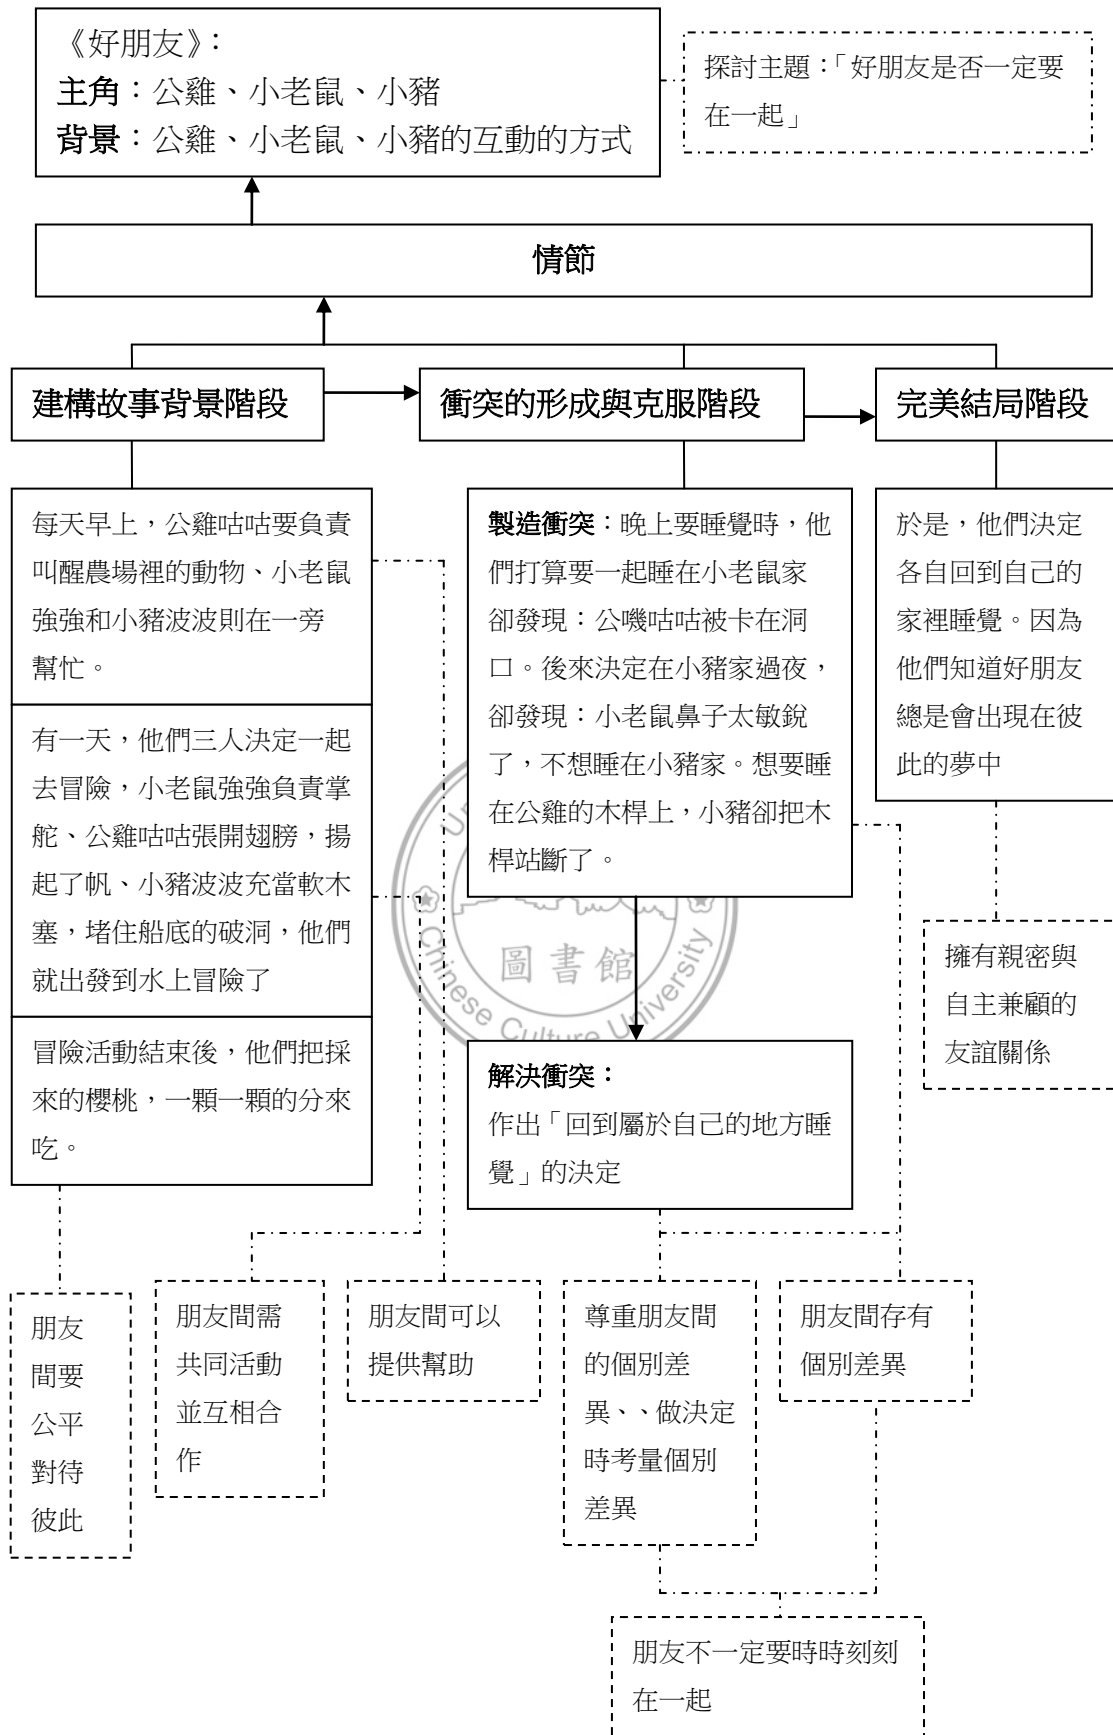 《好朋友》：
主角：公雞、小老鼠、小豬
背景：公雞、小老鼠、小豬的互動的方式
探討主題：「好朋友是否一定要
在一起」
情節
建構故事背景階段
衝突的形成與克服階段
完美結局階段
每天早上，公雞咕咕要負責
叫醒農場裡的動物、小老鼠
強強和小豬波波則在一旁
幫忙。
有一天，他們三人決定一起
去冒險，小老鼠強強負責掌
舵、公雞咕咕張開翅膀，揚
起了帆、小豬波波充當軟木
塞，堵住船底的破洞，他們
就出發到水上冒險了
冒險活動結束後，他們把採
來的櫻桃，一顆一顆的分來
吃。
製造衝突：晚上要睡覺時，他
們打算要一起睡在小老鼠家
卻發現：公嘰咕咕被卡在洞
口。後來決定在小豬家過夜，
卻發現：小老鼠鼻子太敏銳
了，不想睡在小豬家。想要睡
在公雞的木桿上，小豬卻把木
桿站斷了。
解決衝突：
作出「回到屬於自己的地方睡
覺」的決定
於是，他們決定
各自回到自己的
家裡睡覺。因為
他們知道好朋友
總是會出現在彼
此的夢中
擁有親密與
自主兼顧的
友誼關係
朋友
間要
公平
對待
彼此
朋友間需
共同活動
並互相合
作
朋友間可以
提供幫助
尊重朋友間
的個別差
異、、做決定
時考量個別
差異
朋友間存有
個別差異
朋友不一定要時時刻刻
在一起
圖書館
Chinese Culture University